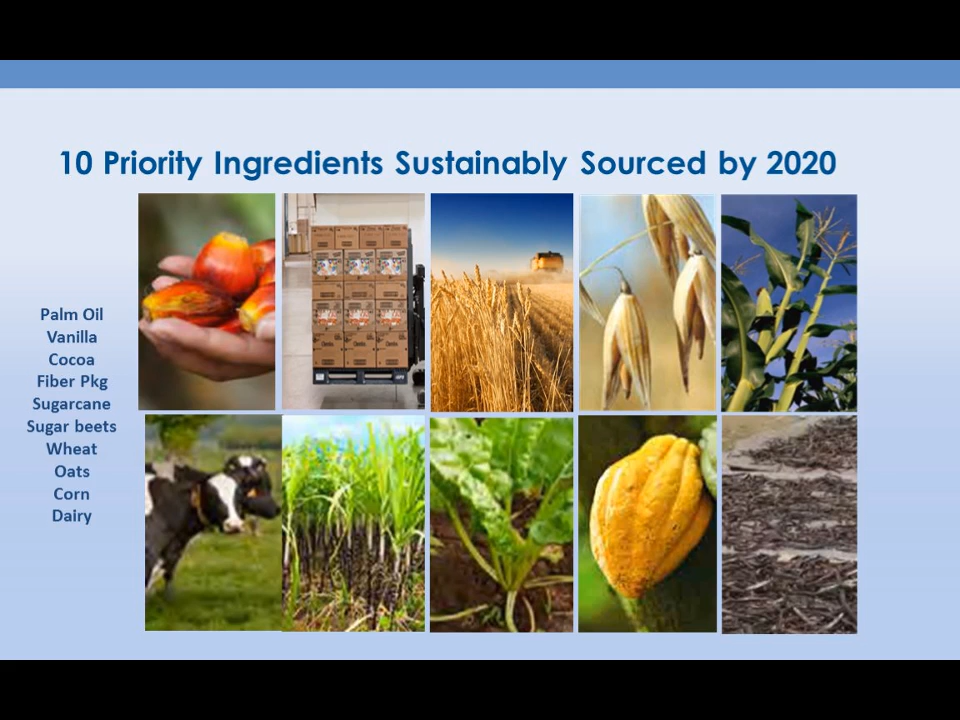 10 Priority Ingredients Sustainably Sourced by 2020
Palm Oil
Vanilla
Cocoa
Fiber Pkg
Sugarcane
Sugar beets
Wheat
Oats
Corn
Dairy